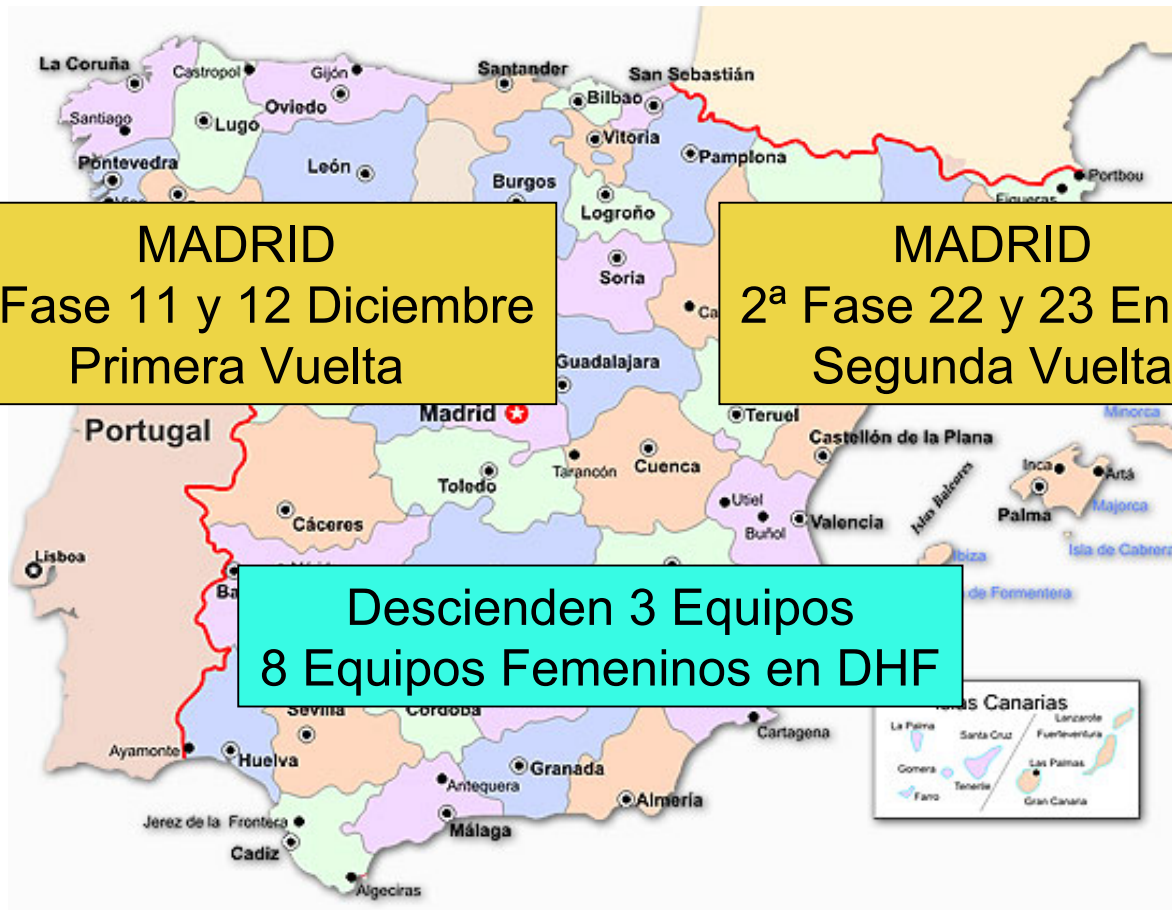 La Coruña
Castropol
Gijón
Santander
San Sebastián
Oviedo
Bilbao
Santiago
Lugo
Vitoria
Pontevedra
León
Pamplona
Burgos
Portbou
Figueras
Logroño
MADRID
Fase 11 y 12 Diciembre
Primera Vuelta
MADRID
2ª Fase 22 y 23 En
Segunda Vuelta
Soria
Ca
Guadalajara
Madrid
Teruel
Minorca
Portugal
Castellón de la Plana
Tarancón
Cuenca
Toledo
Inca
Artá
Islas Baleares
Utiel
Majorca
Cáceres
Buñol
Valencia
Palma
Lisboa
Ibiza
Isla de Cabrera
Ba
de Formentera
Descienden 3 Equipos
8 Equipos Femeninos en DHF
Sevilla
Córdoba
Cartagena
Islas Canarias
La Palma
Santa Cruz
Lanzarote
Fuerteventura
Ayamonte
Huelva
Granada
Gomera
Las Palmas
Antequera
Tenerife
Farro
Gran Canaria
Almería
Jerez de la Frontera
Málaga
Cadiz
Algeciras